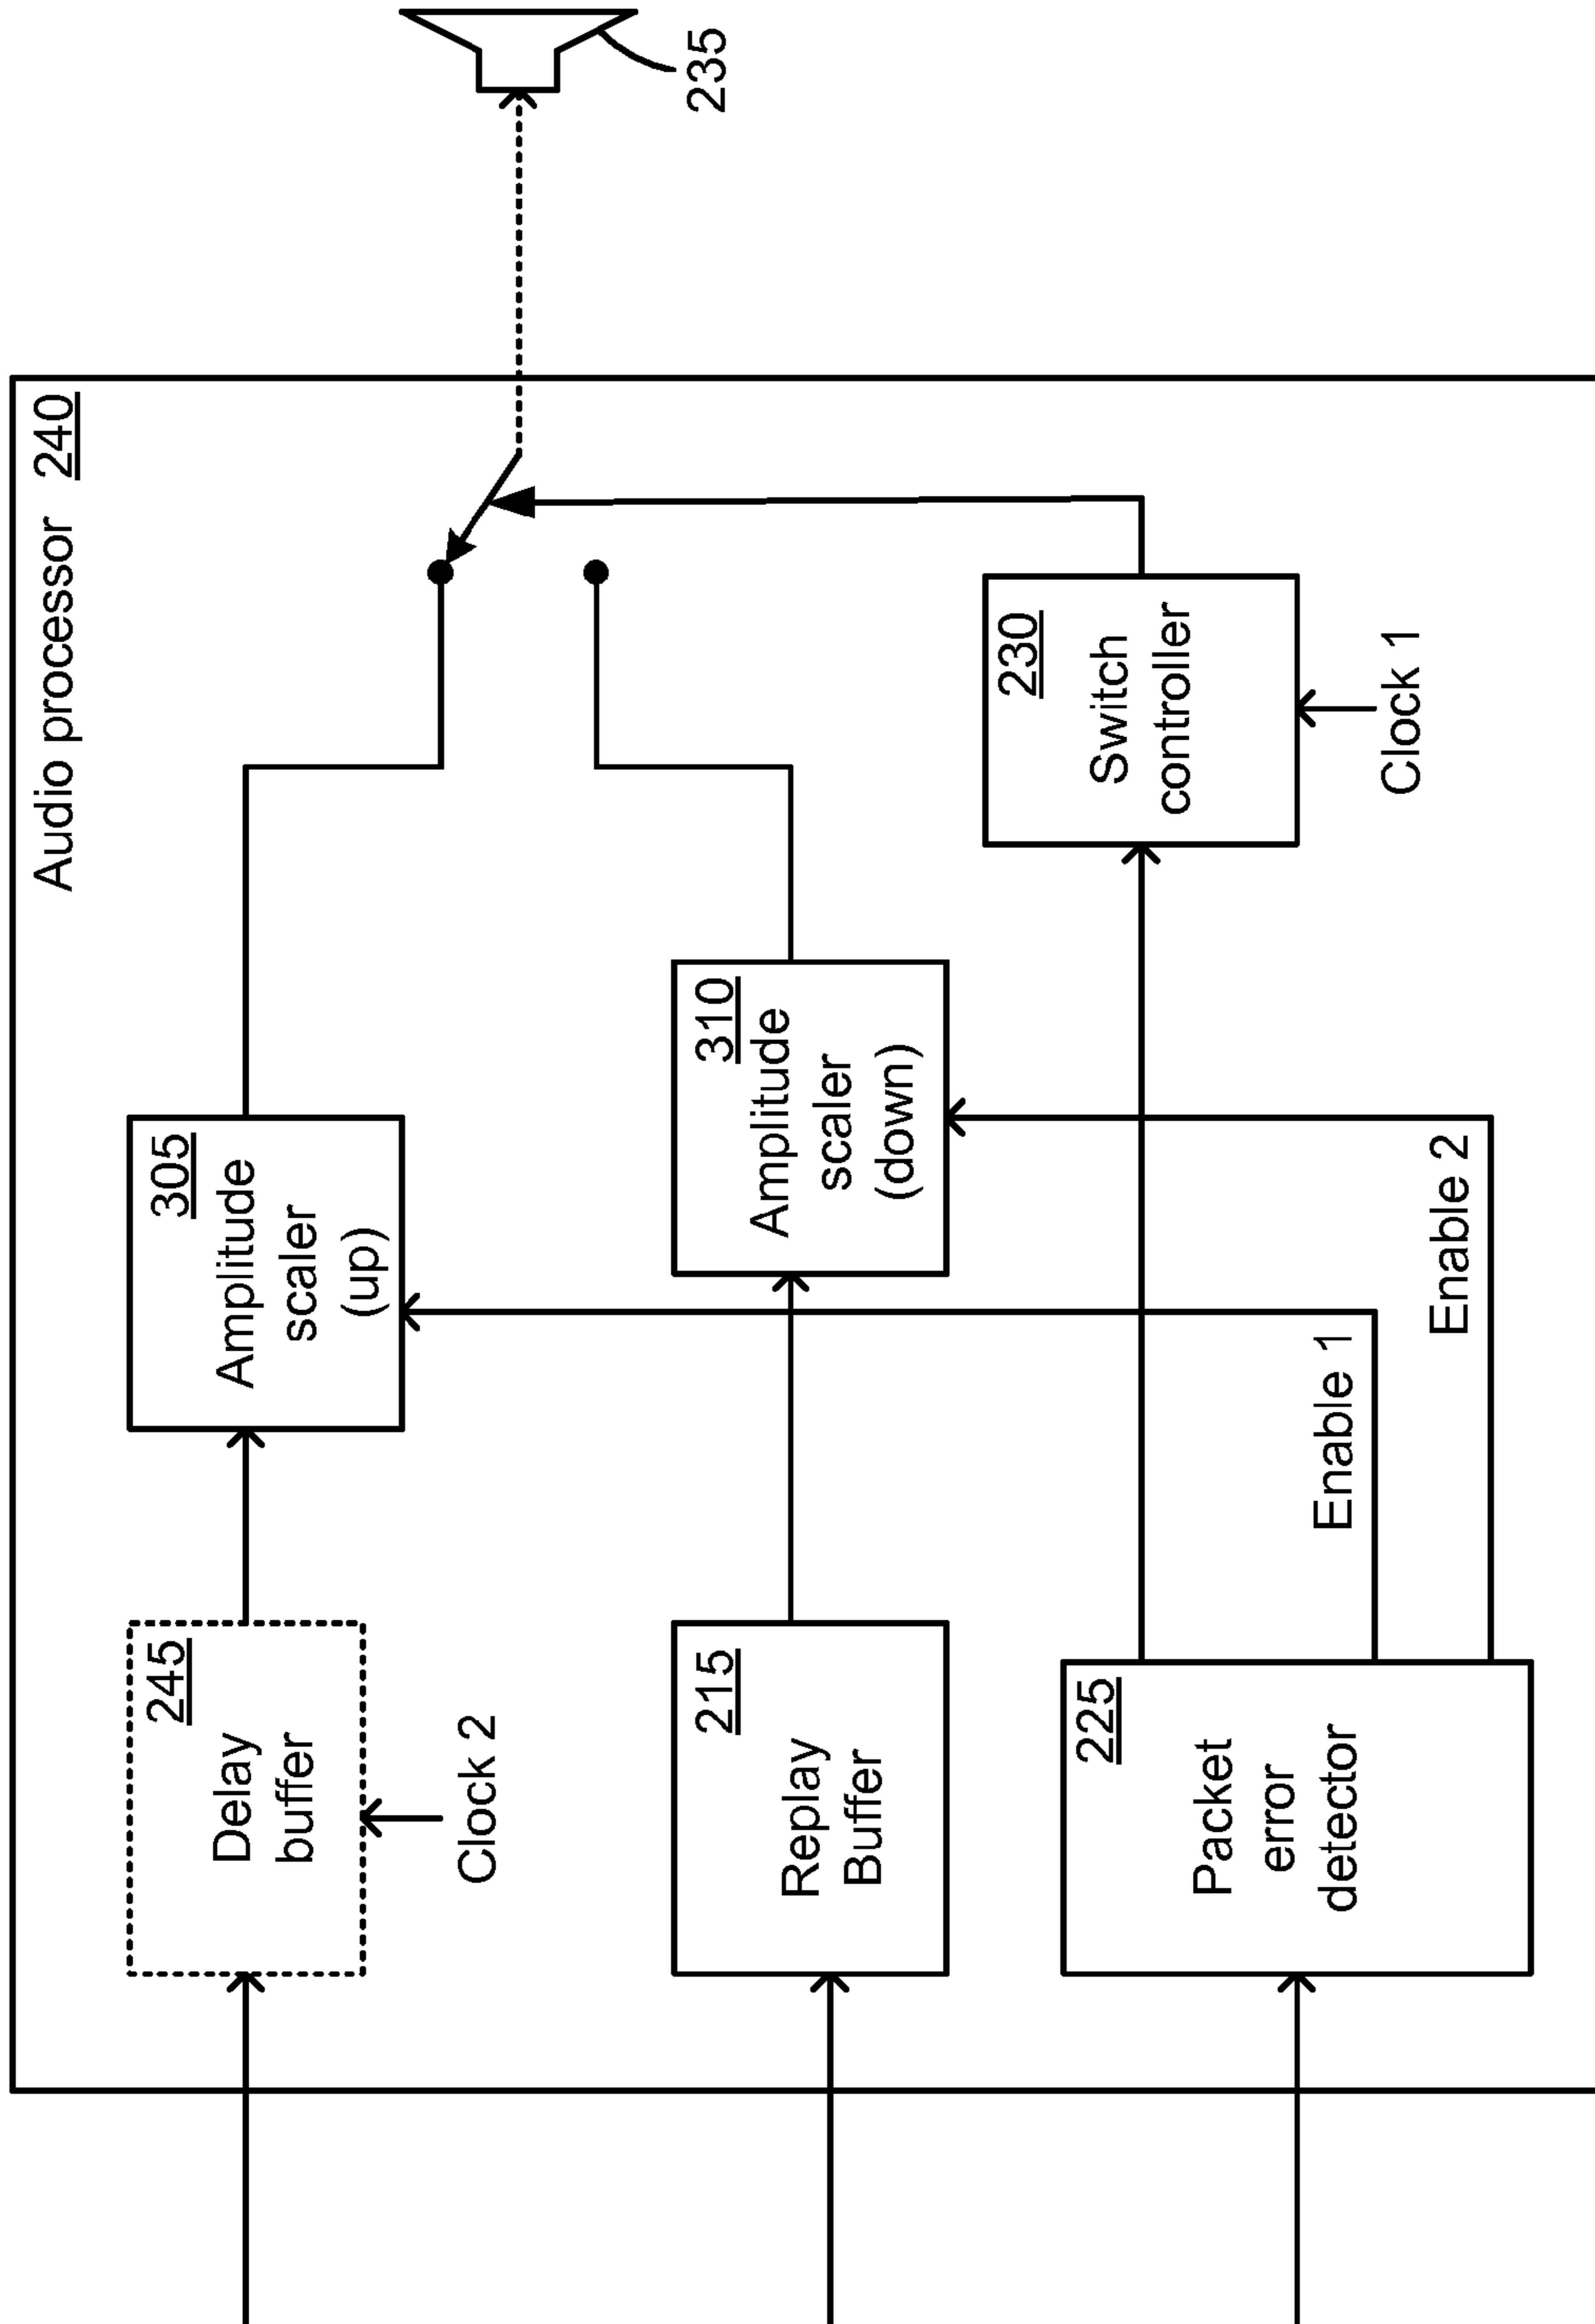 Audio processor 240
245
Delay
buffer
Clock 2
305
Amplitude
scaler
(up)
235
215
Replay
Buffer
310
Amplitude
scaler
(down)
225
Packet
error
detector
Enable 1
Enable 2
230
Switch
controller
Clock 1